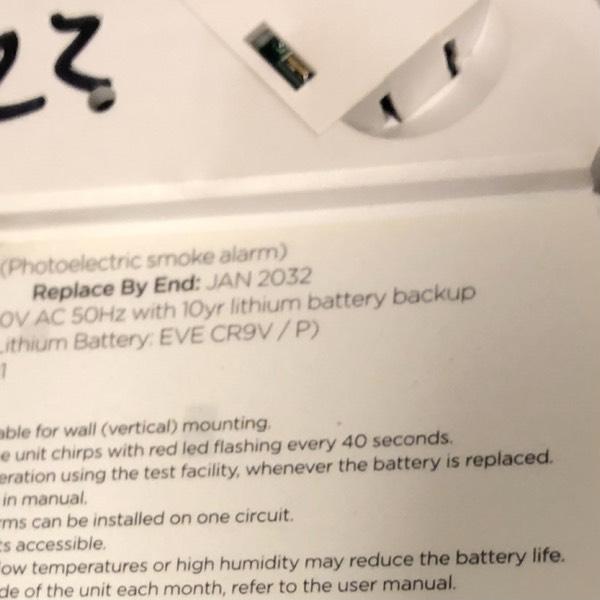 2?
(Photoelectric smoke alarm)
Replace By End: JAN 2032
0V AC 50Hz with 10yr lithium battery backup
Lithium Battery: EVE CR9V / P)
1
able for wall (vertical) mounting.
e unit chirps with red led flashing every 40 seconds.
eration using the test facility, whenever the battery is replaced.
in manual.
rms can be installed on one circuit.
ts accessible.
ow temperatures or high humidity may reduce the battery life.
de of the unit each month, refer to the user manual.